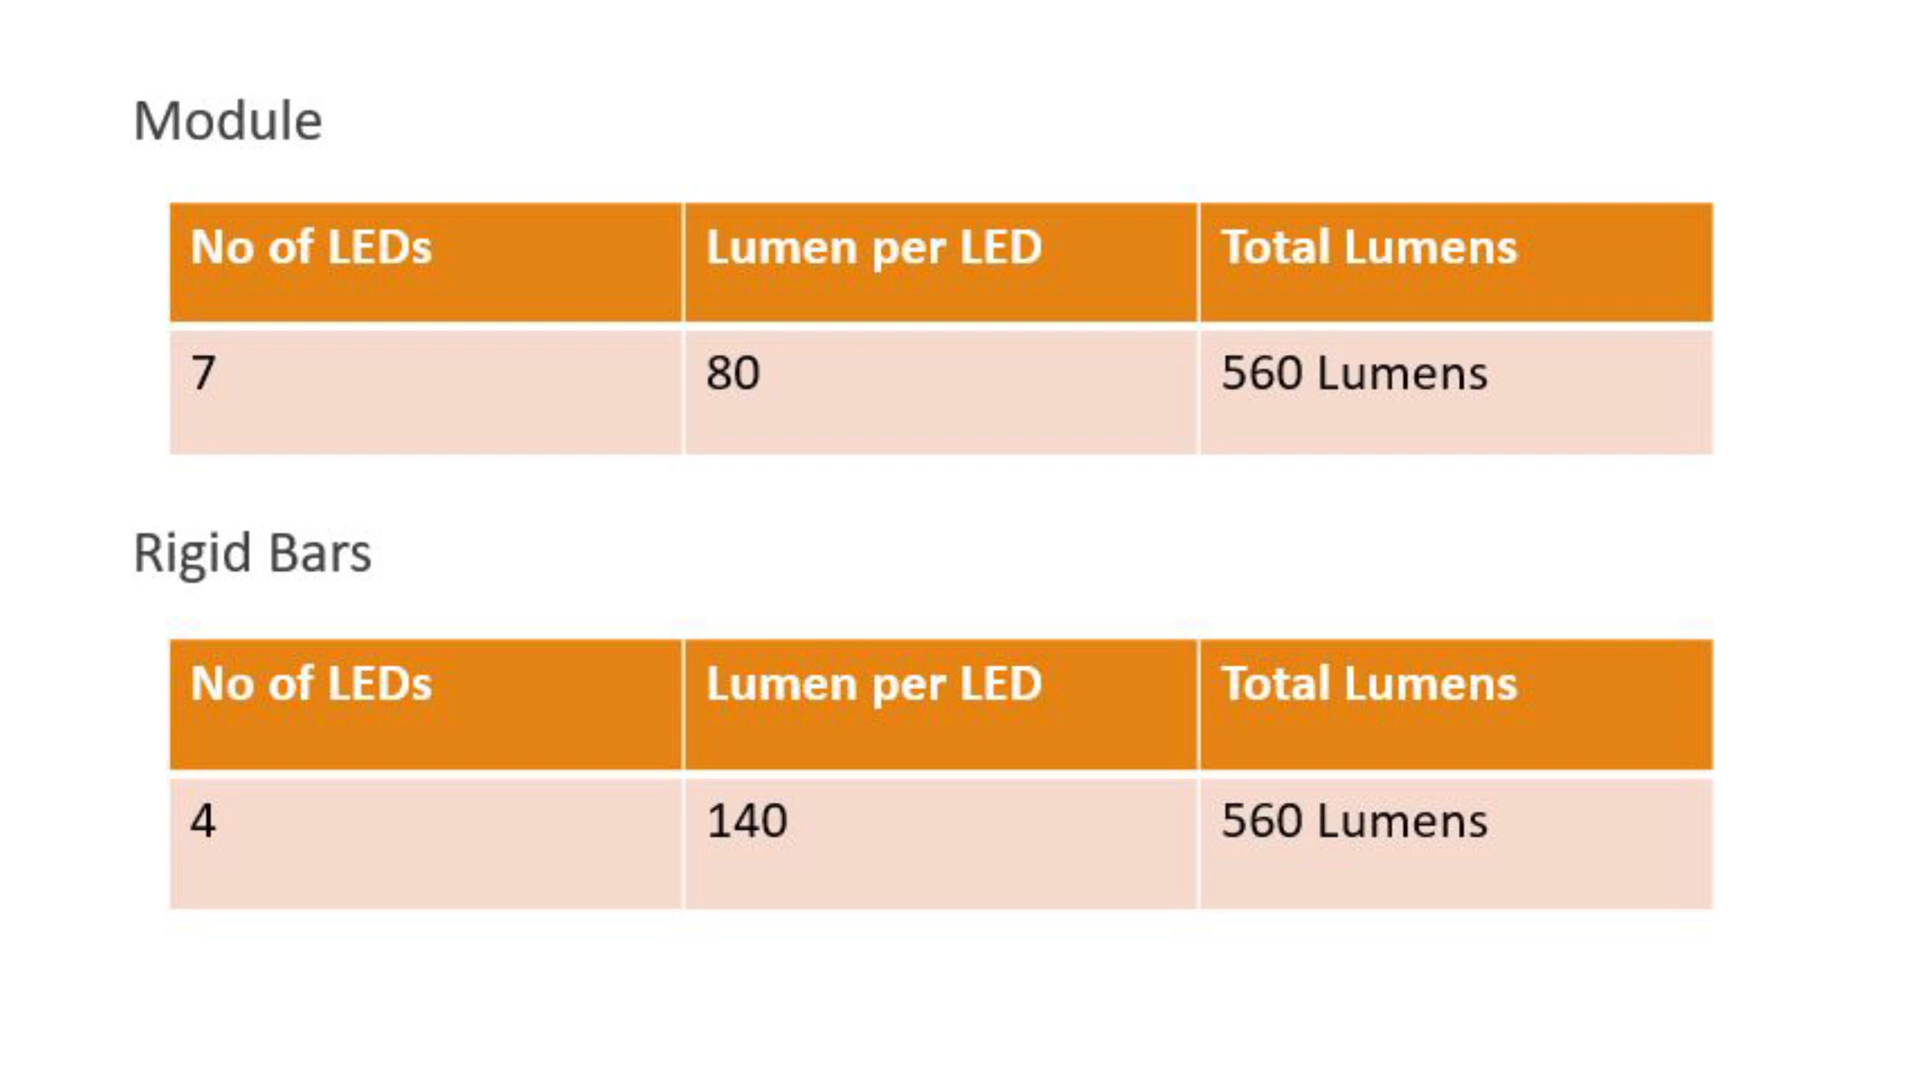 Module
No of LEDs Lumen per LED Total Lumens
7 80 560 Lumens
Rigid Bars
No of LEDs Lumen per LED Total Lumens
4 140 560 Lumens